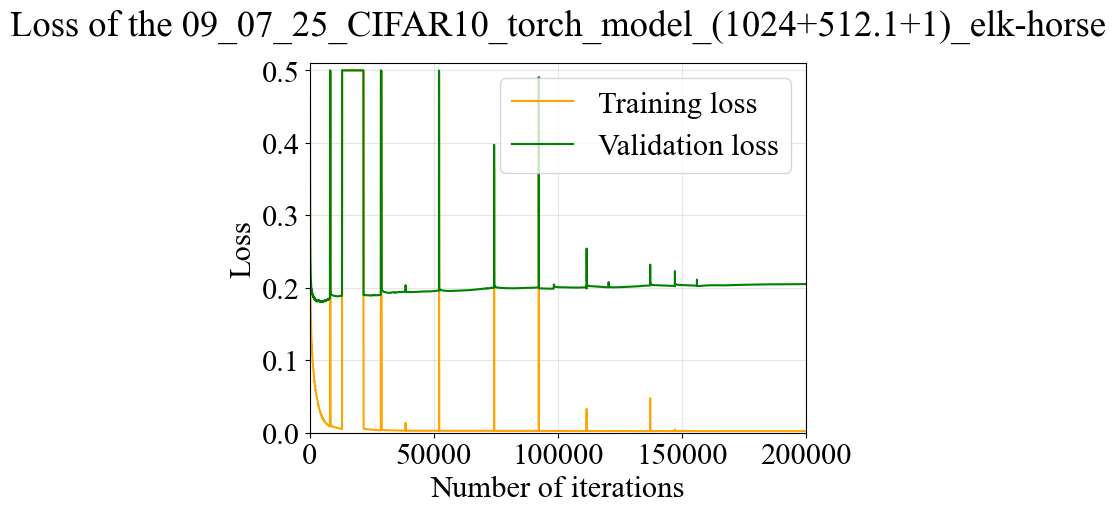 Loss of the 09_07_25_CIFAR10_torch_model_(1024+512.1+1)_elk-horse
0.5
0.4
0.3
0.2
0.1
0.0
Loss
Training loss
Validation loss
0 50000 100000 150000 200000
Number of iterations